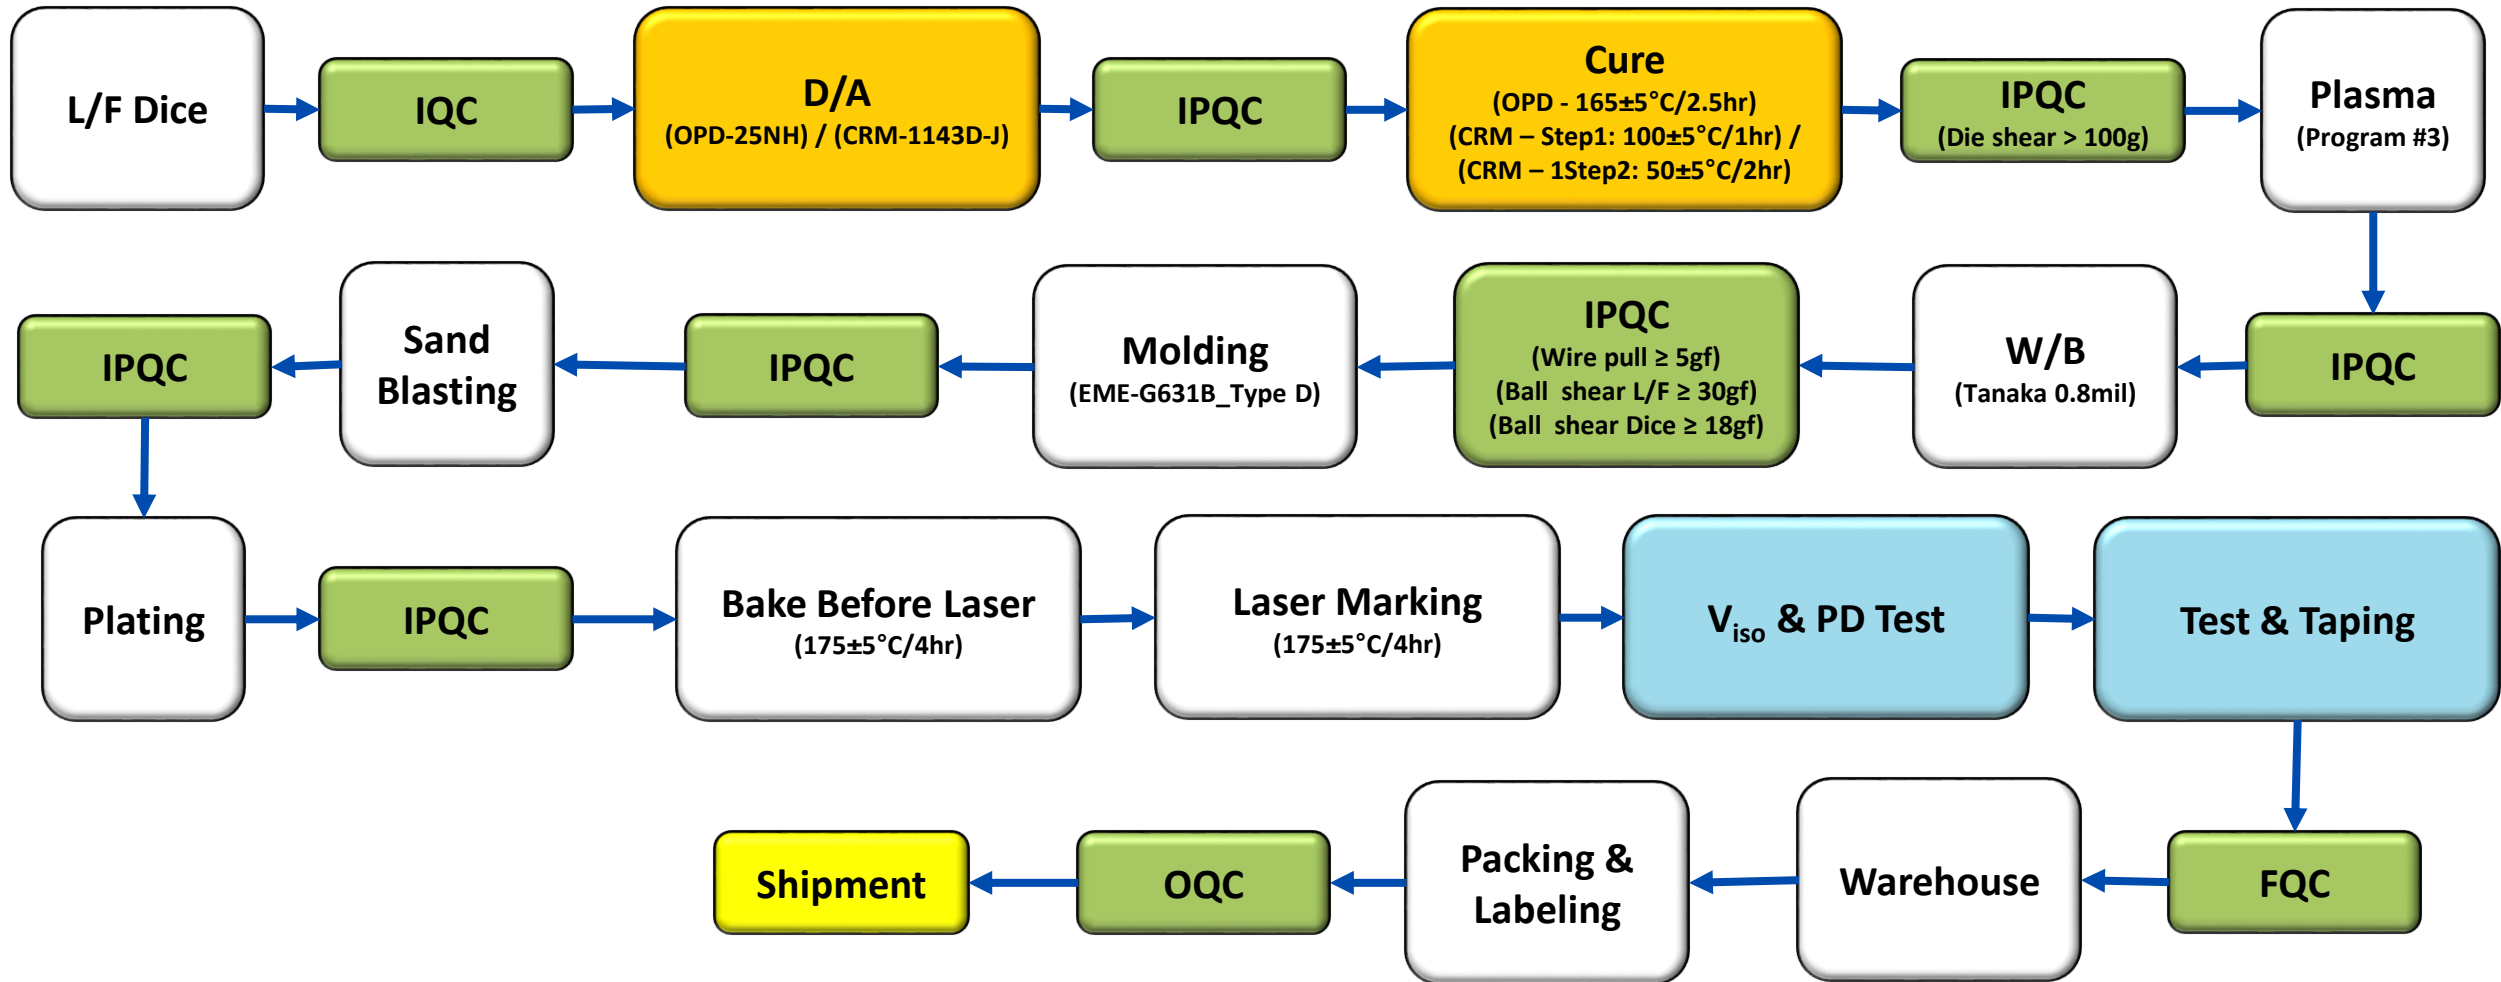 L/F Dice
IQC
D/A
(OPD-25NH) / (CRM-1143D-J)
IPQC
Cure
(OPD - 165±5°C/2.5hr)
(CRM – Step1: 100±5°C/1hr) /
(CRM – 1Step2: 50±5°C/2hr)
IPQC
(Die shear > 100g)
Plasma
(Program #3)
IPQC
W/B
(Tanaka 0.8mil)
IPQC
(Wire pull ≥ 5gf)
(Ball shear L/F ≥ 30gf)
(Ball shear Dice ≥ 18gf)
Molding
(EME-G631B_Type D)
IPQC
Sand
Blasting
IPQC
Plating
IPQC
Bake Before Laser
(175±5°C/4hr)
Laser Marking
(175±5°C/4hr)
Viso & PD Test
Test & Taping
FQC
Warehouse
Packing &
Labeling
OQC
Shipment